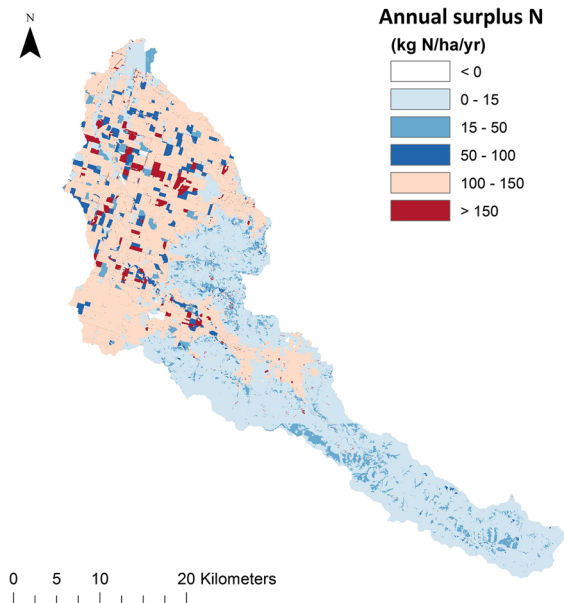 N
Annual surplus N
(kg N/ha/yr)
< 0
0 - 15
15 - 50
50 - 100
100 - 150
> 150
0 5 10 20 Kilometers